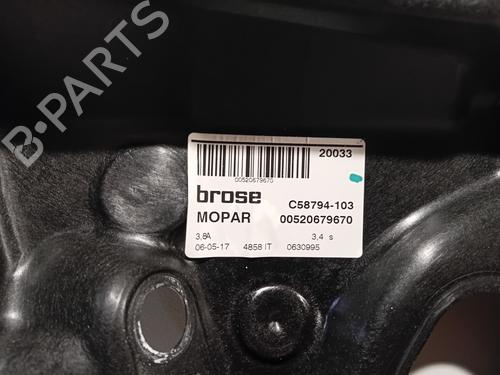 B-PARTS
20033
00520679670
brose C58794-103
MOPAR 00520679670
3,8A 3,4 s
06-05-17 4858 IT 0630995